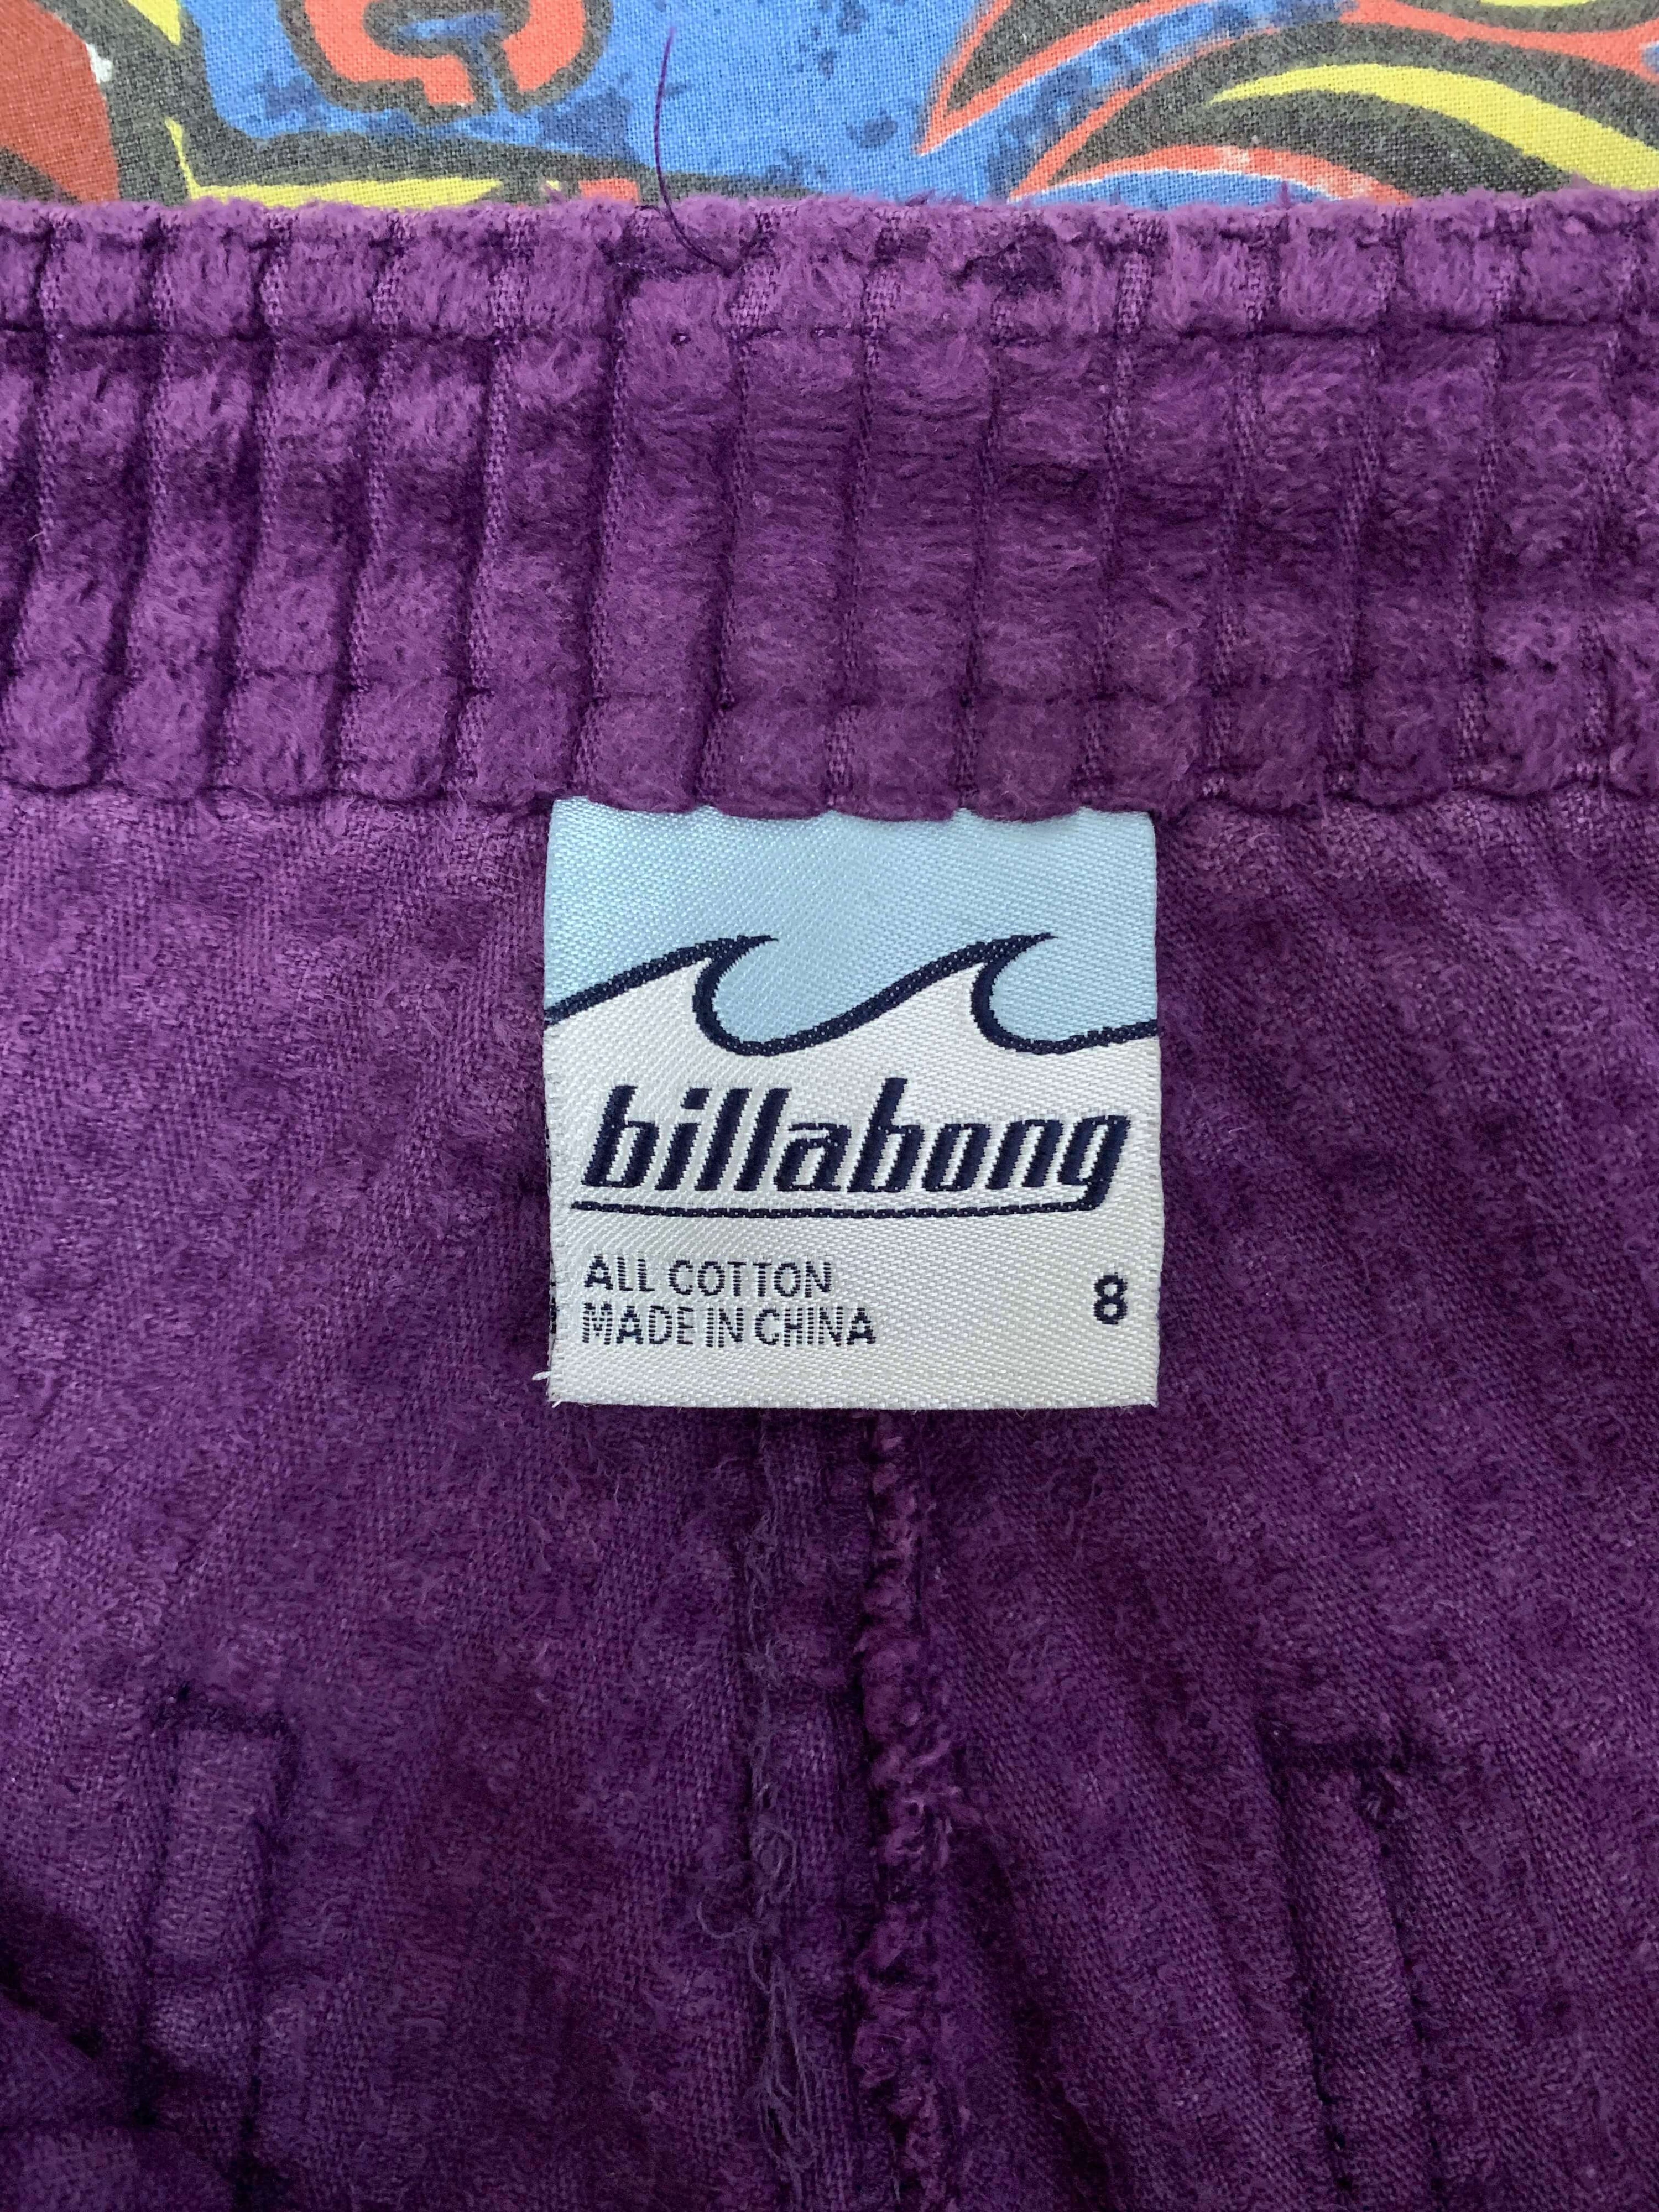 billabong
ALL COTTON
MADE IN CHINA
8